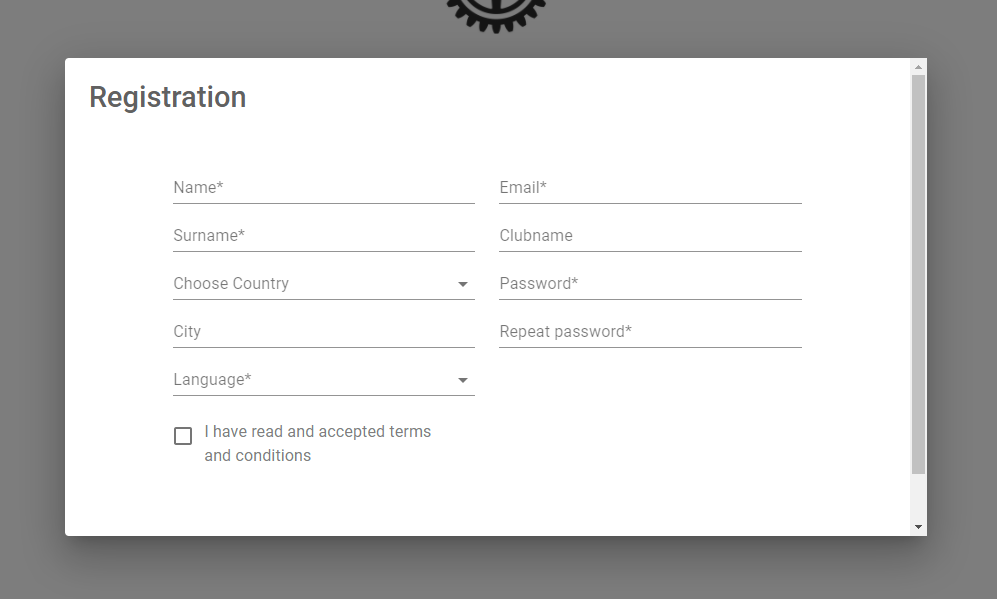 Registration
Name*
Email*
Surname*
Clubname
Choose Country
Password*
City
Repeat password*
Language*
I have read and accepted terms
and conditions